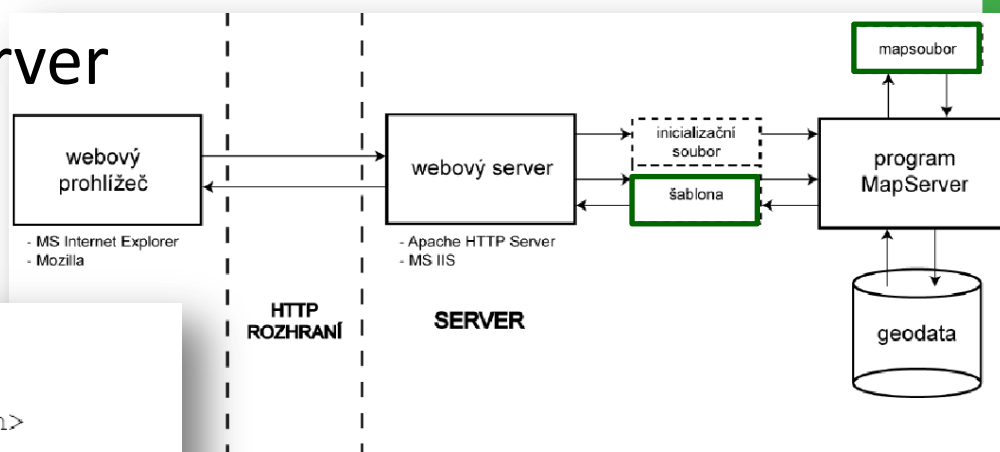 mapsoubor
webový
prohlížeč
- MS Internet Explorer
- Mozilla
HTTP
ROZHRANÍ
webový server
- Apache HTTP Server
- MS IIS
SERVER
inicializační
soubor
šablona
program
MapServer
geodata